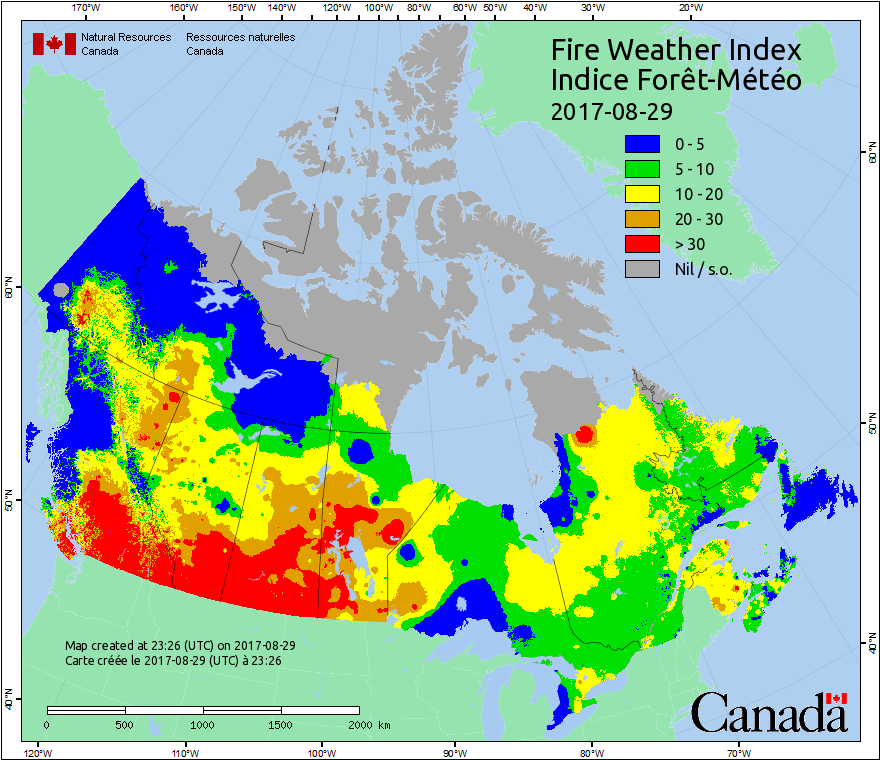 170°W 160°W 150°W 140°W 130°W 120°W 110°W 100°W 90°W 80°W 70°W 60°W 50°W 40°W 30°W 20°W
Natural Resources Ressources naturelles
Canada Canada
Fire Weather Index
Indice Forêt-Météo
2017-08-29
0 - 5
5 - 10
10 - 20
20 - 30
> 30
Nil / s.o.
60°N
60°N
50°N
50°N
40°N
40°N
Map created at 23:26 (UTC) on 2017-08-29
Carte créée le 2017-08-29 (UTC) à 23:26
0 500 1000 1500 2000 km
Canada
120°W 110°W 100°W 90°W 80°W 70°W